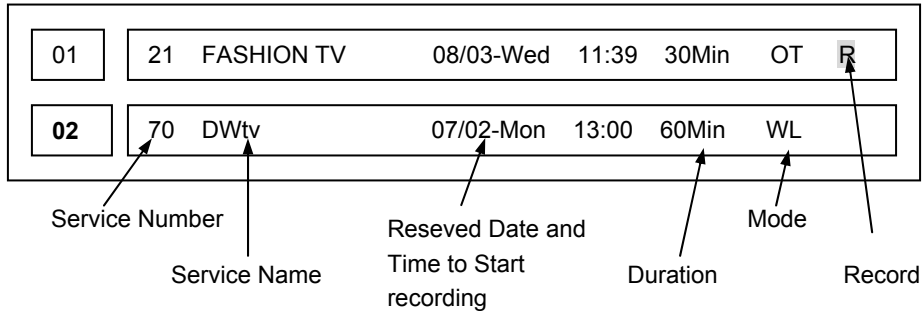 01 21 FASHION TV 08/03-Wed 11:39 30Min OT R
02 70 DWtv 07/02-Mon 13:00 60Min WL
Service Number
Service Name
Reseved Date and
Time to Start
recording
Duration
Mode
Record